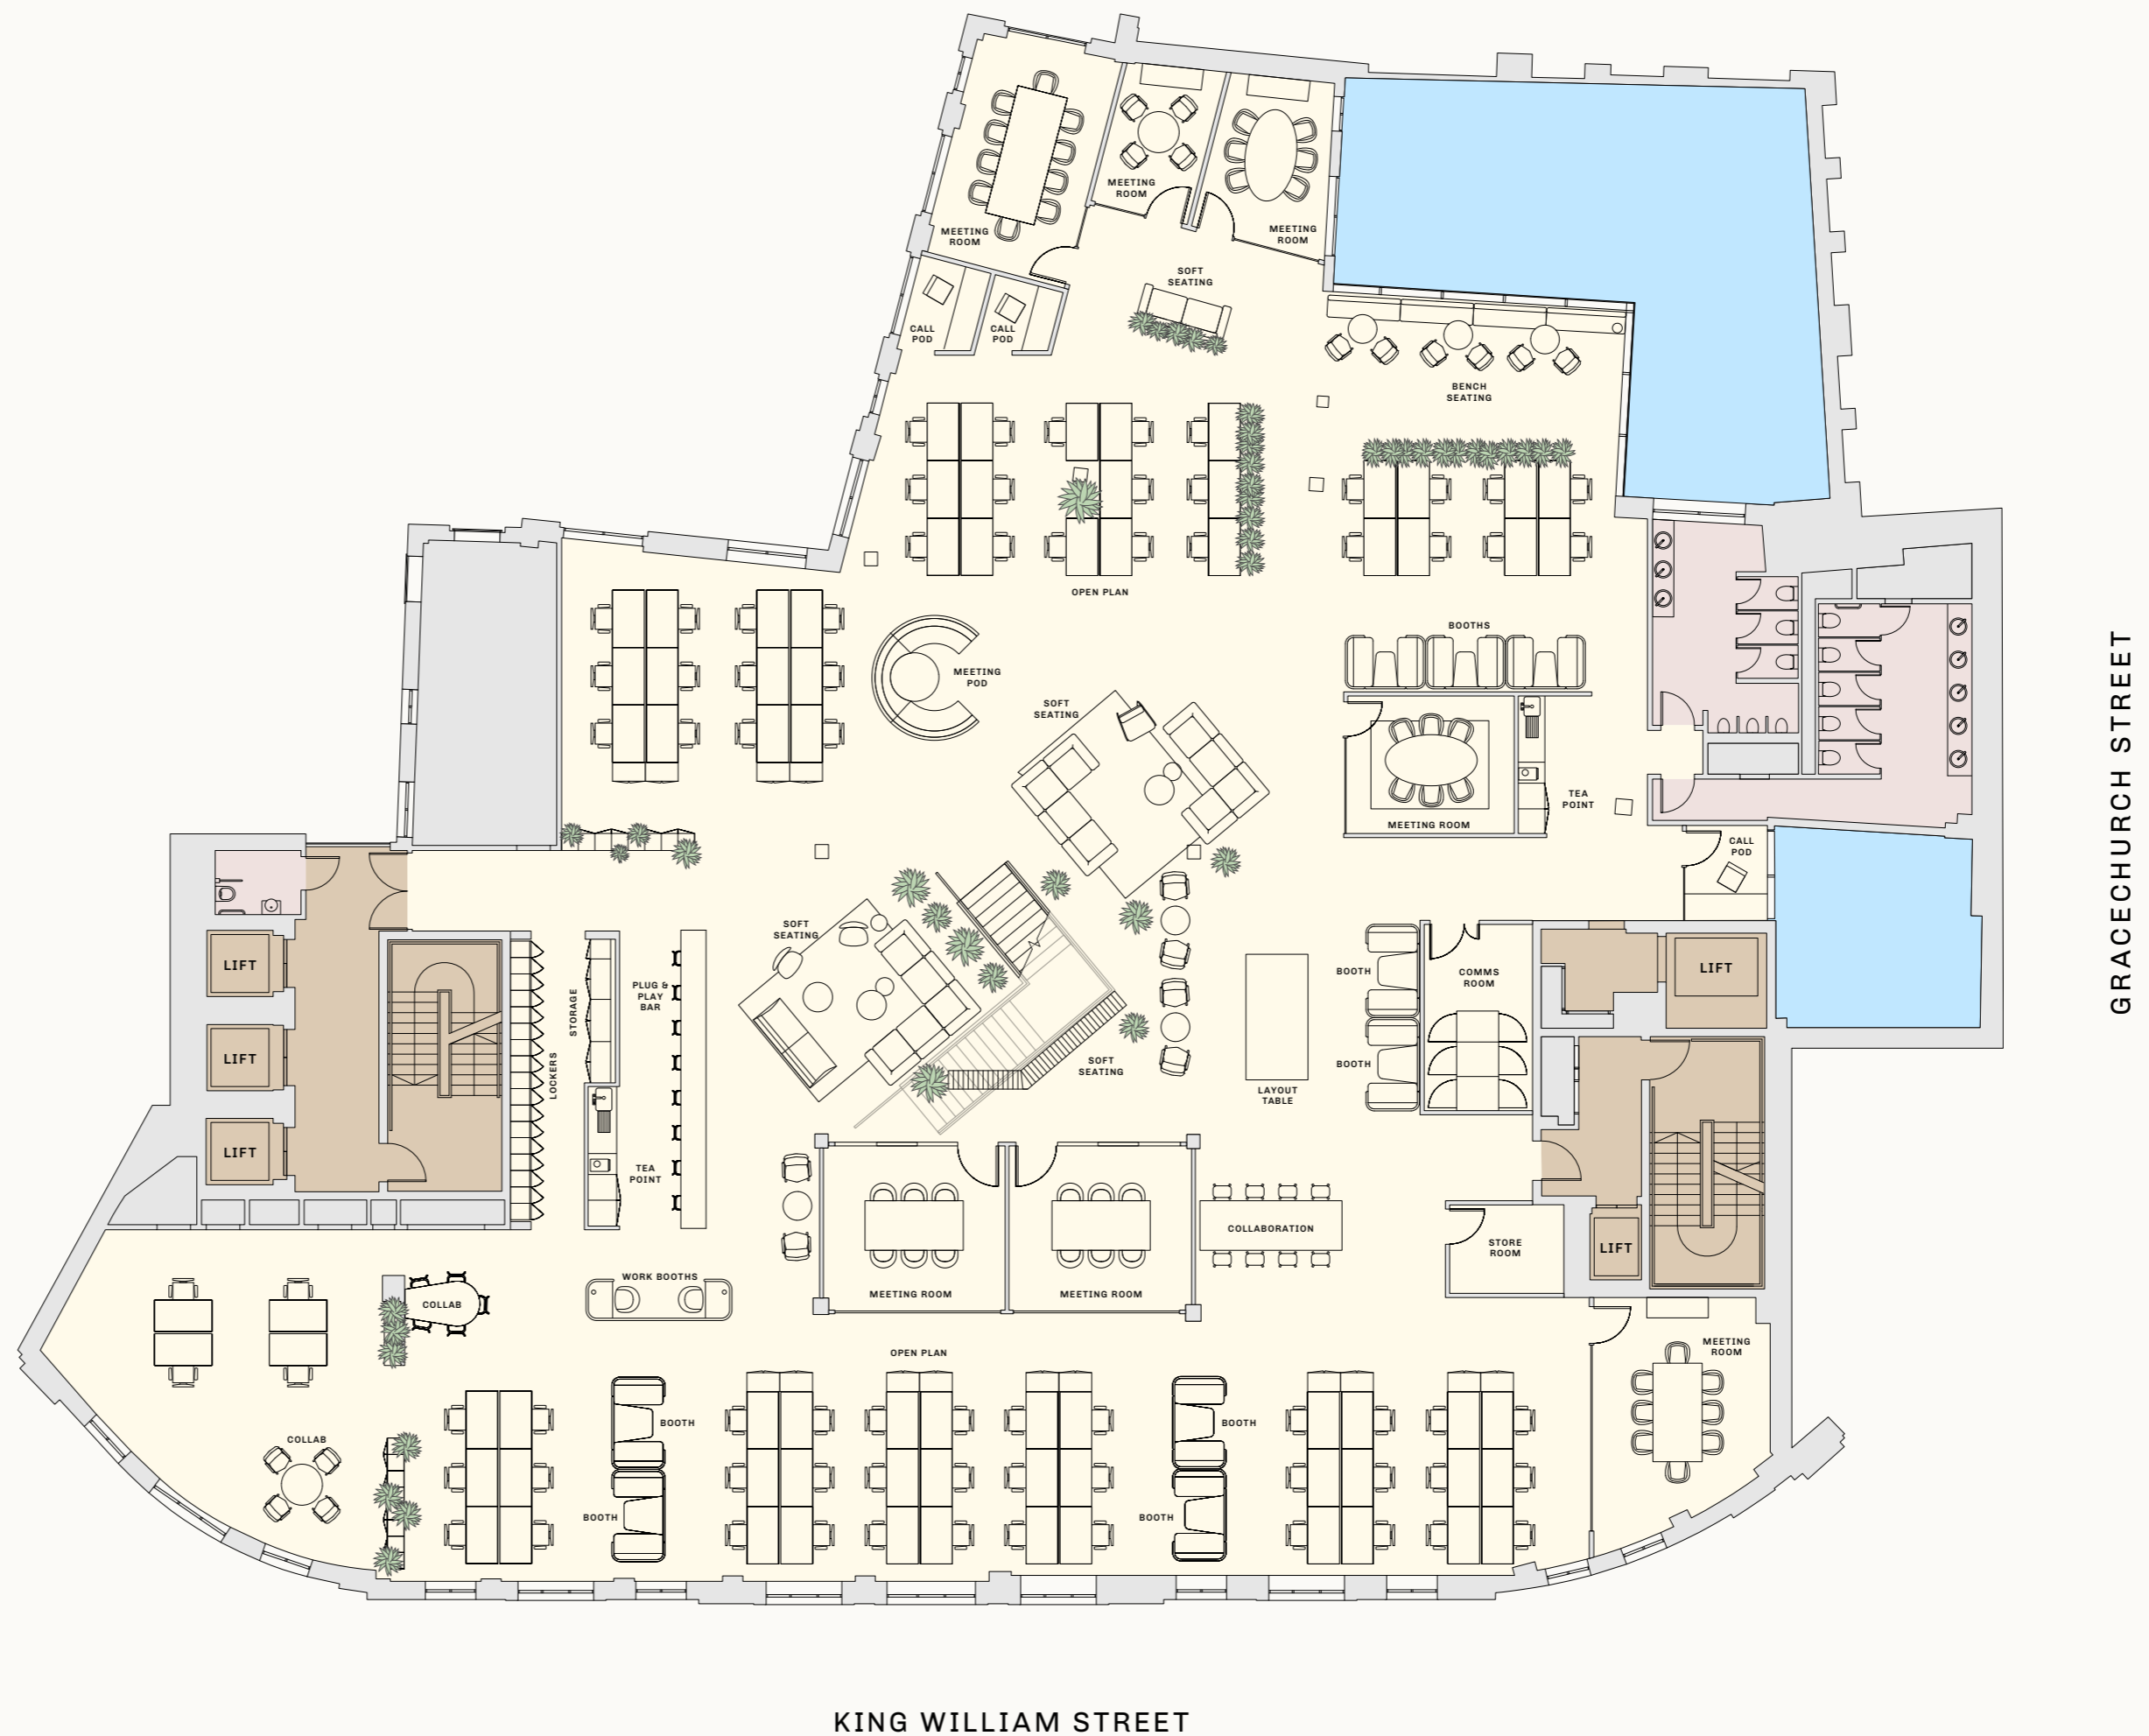 MEETING
ROOM
MEETING
ROOM
MEETING
ROOM
SOFT
SEATING
CALL
POD
CALL
POD
BENCH
SEATING
OPEN PLAN
BOOTHS
MEETING
POD
SOFT
SEATING
TEA
POINT
MEETING ROOM
CALL
POD
GRACECHURCH STREET
SOFT
SEATING
LIFT
LIFT
LIFT
LOCKERS
STORAGE
PLUG &
PLAY
BAR
TEA
POINT
SOFT
SEATING
LAYOUT
TABLE
BOOTH
BOOTH
COMMS
ROOM
LIFT
COLLABORATION
STORE
ROOM
LIFT
MEETING ROOM
MEETING ROOM
WORK BOOTHS
COLLAB
OPEN PLAN
MEETING
ROOM
COLLAB
BOOTH
BOOTH
BOOTH
BOOTH
KING WILLIAM STREET